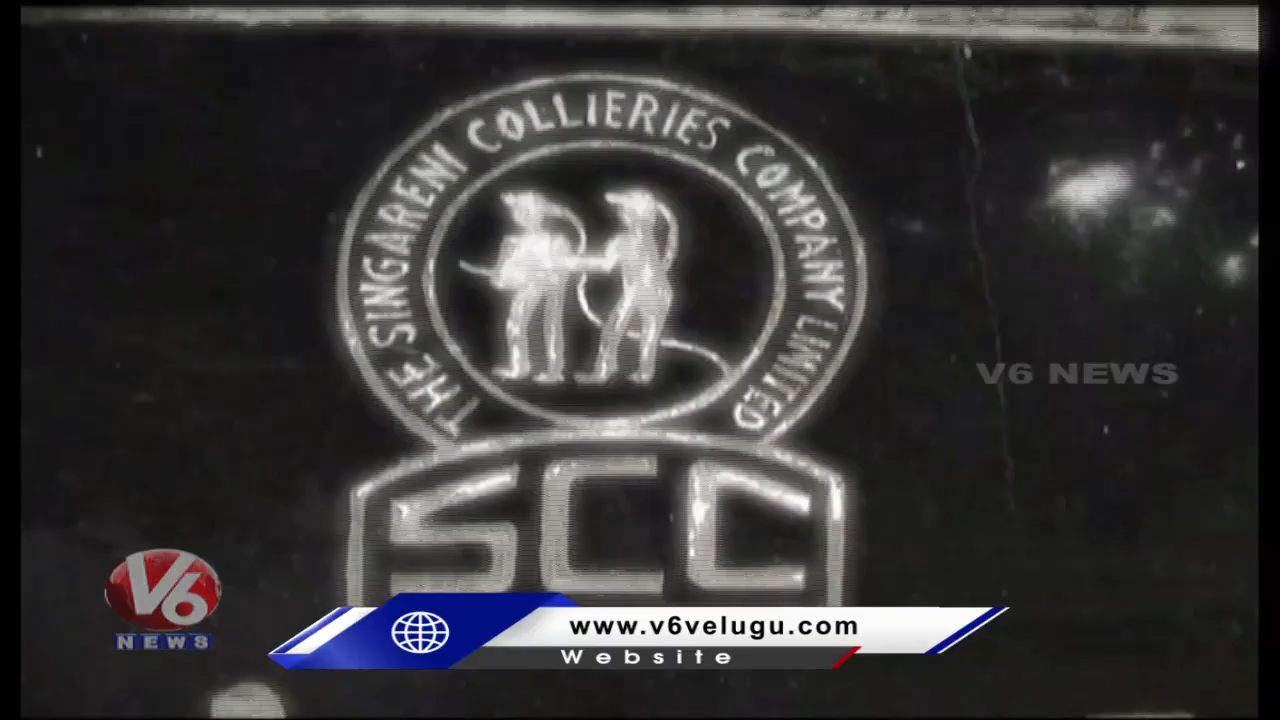 THE SINGARENI COLLIERIES COMPANY LIMITED
V6 NEWS
SCC
V6
NEWS
www.v6velugu.com
Website